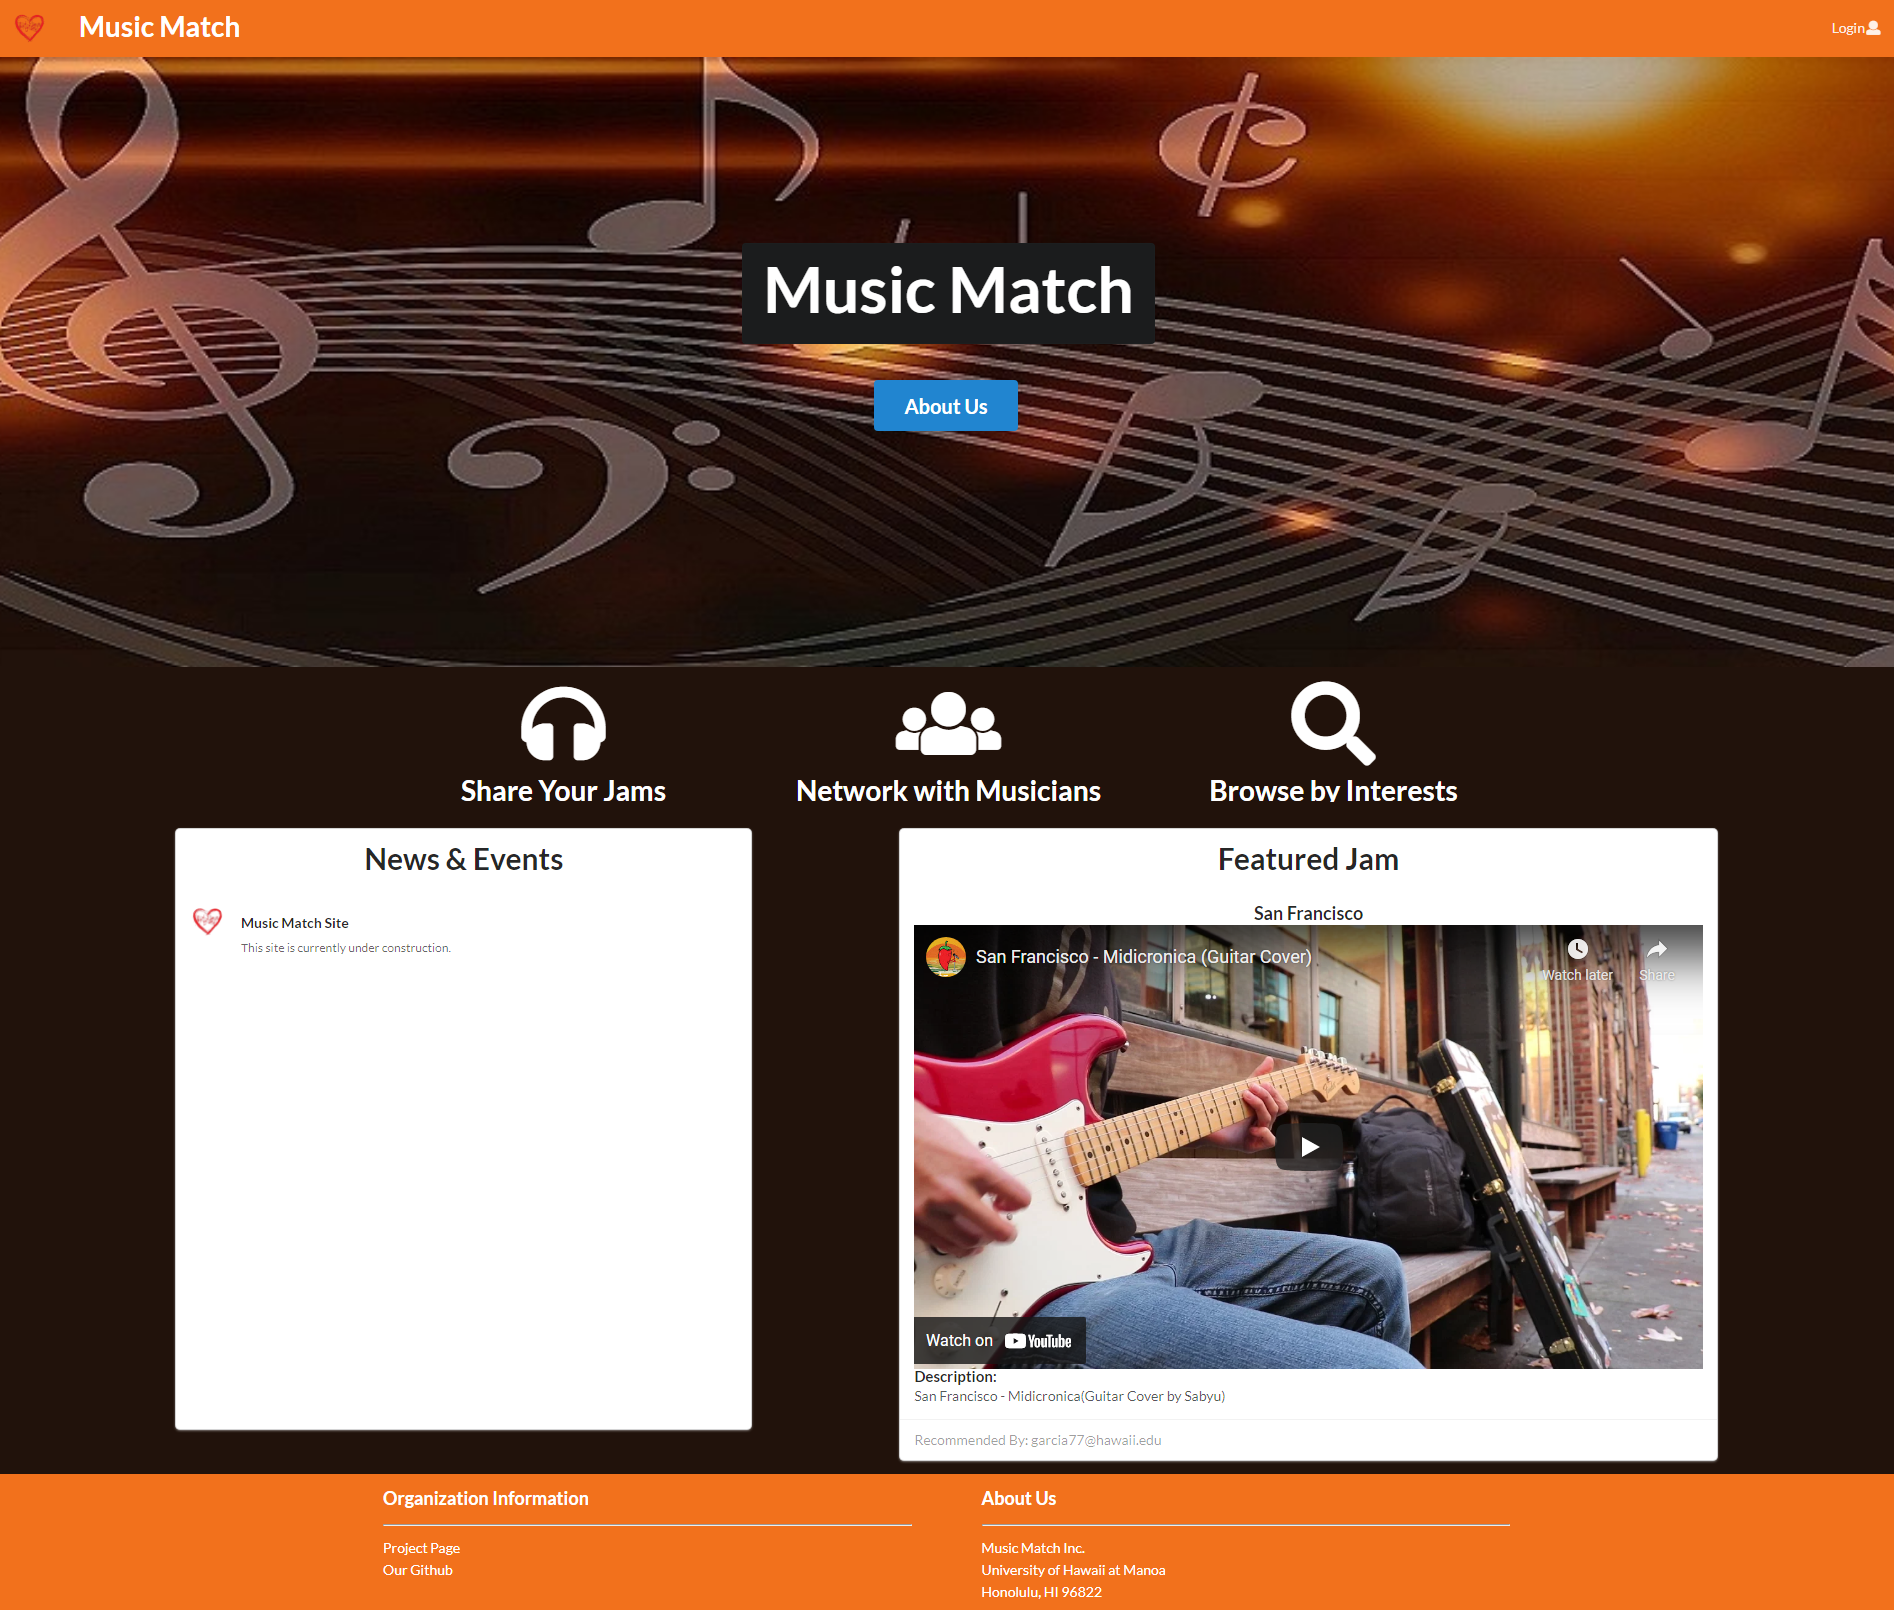 Music Match
Login
Music Match
About Us
Share Your Jams
Network with Musicians
Browse by Interests
News & Events
Music Match Site
This site is currently under construction.
Featured Jam
San Francisco
San Francisco - Midicronica (Guitar Cover)
Watch later
Share
Watch on YouTube
Description:
San Francisco - Midicronica(Guitar Cover by Sabyu)
Recommended By: garcia77@hawaii.edu
Organization Information
Project Page
Our Github
About Us
Music Match Inc.
University of Hawaii at Manoa
Honolulu, HI 96822